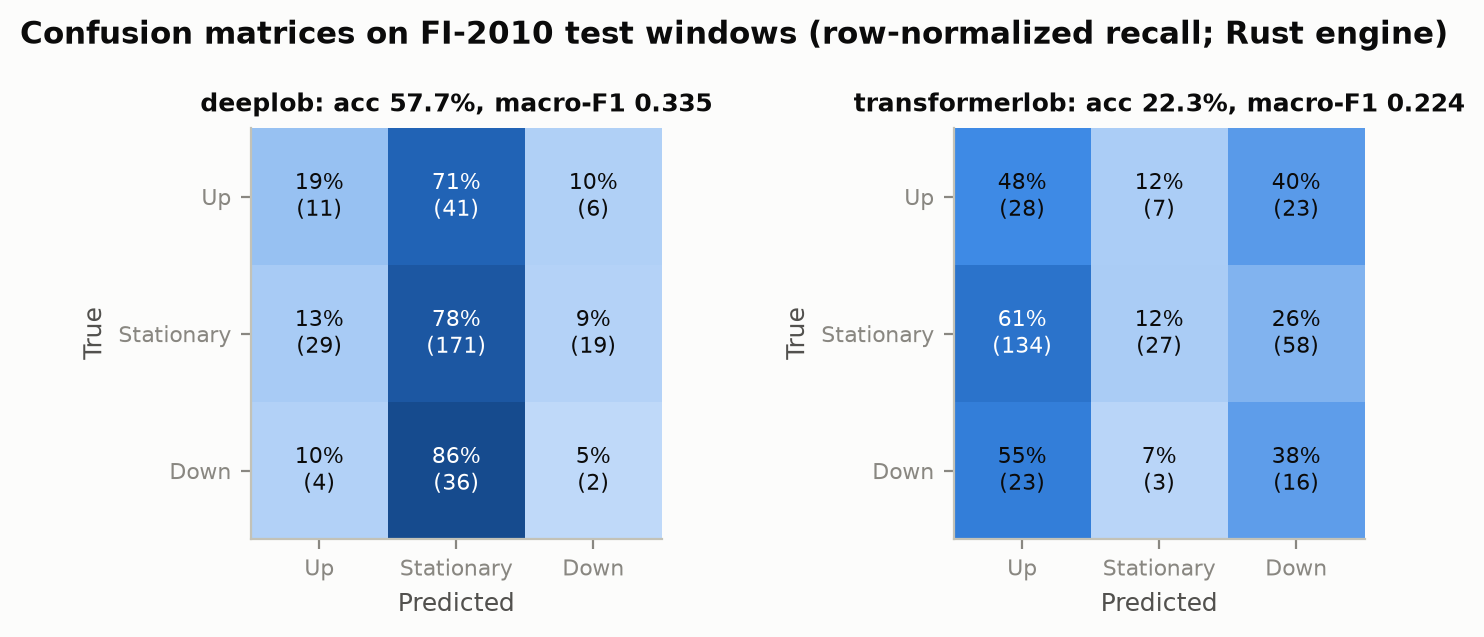 Confusion matrices on FI-2010 test windows (row-normalized recall; Rust engine)
deeplob: acc 57.7%, macro-F1 0.335
True
Up
19%
(11)
71%
(41)
10%
(6)
Stationary
13%
(29)
78%
(171)
9%
(19)
Down
10%
(4)
86%
(36)
5%
(2)
Up
Stationary
Down
Predicted
transformerlob: acc 22.3%, macro-F1 0.224
True
Up
48%
(28)
12%
(7)
40%
(23)
Stationary
61%
(134)
12%
(27)
26%
(58)
Down
55%
(23)
7%
(3)
38%
(16)
Up
Stationary
Down
Predicted